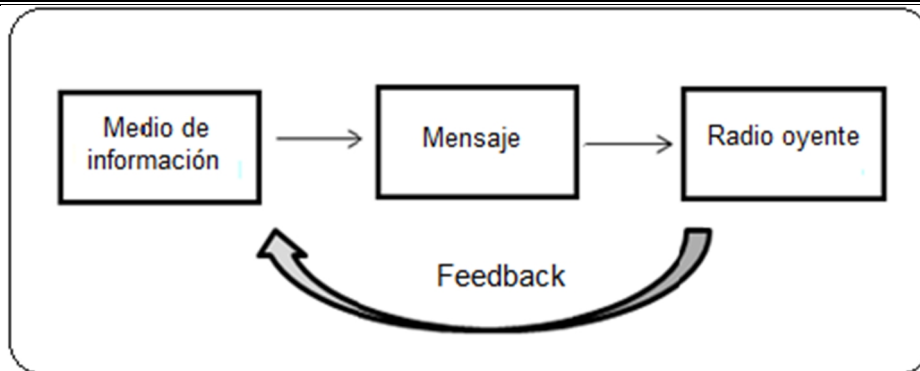 Medio de
información
Mensaje
Radio oyente
Feedback